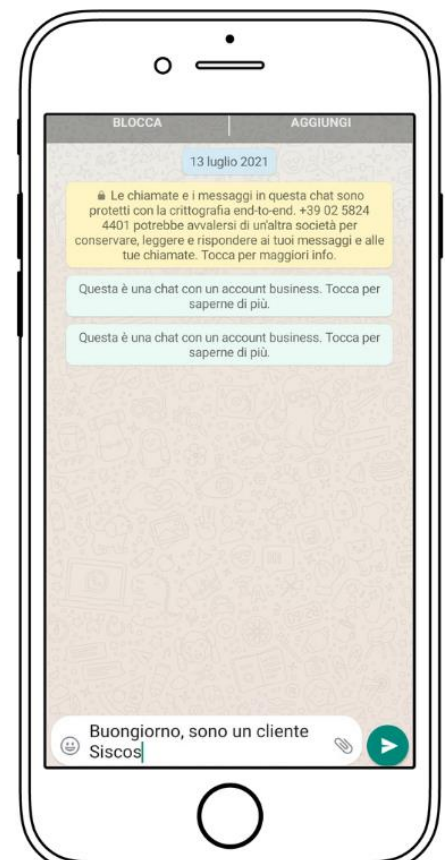 BLOCCA AGGIUNGI
13 luglio 2021
Le chiamate e i messaggi in questa chat sono
protetti con la crittografia end-to-end. +39 02 5824
4401 potrebbe avvalersi di un'altra società per
conservare, leggere e rispondere ai tuoi messaggi e alle
tue chiamate. Tocca per maggiori info.
Questa è una chat con un account business. Tocca per
saperne di più.
Questa è una chat con un account business. Tocca per
saperne di più.
Buongiorno, sono un cliente
Siscos